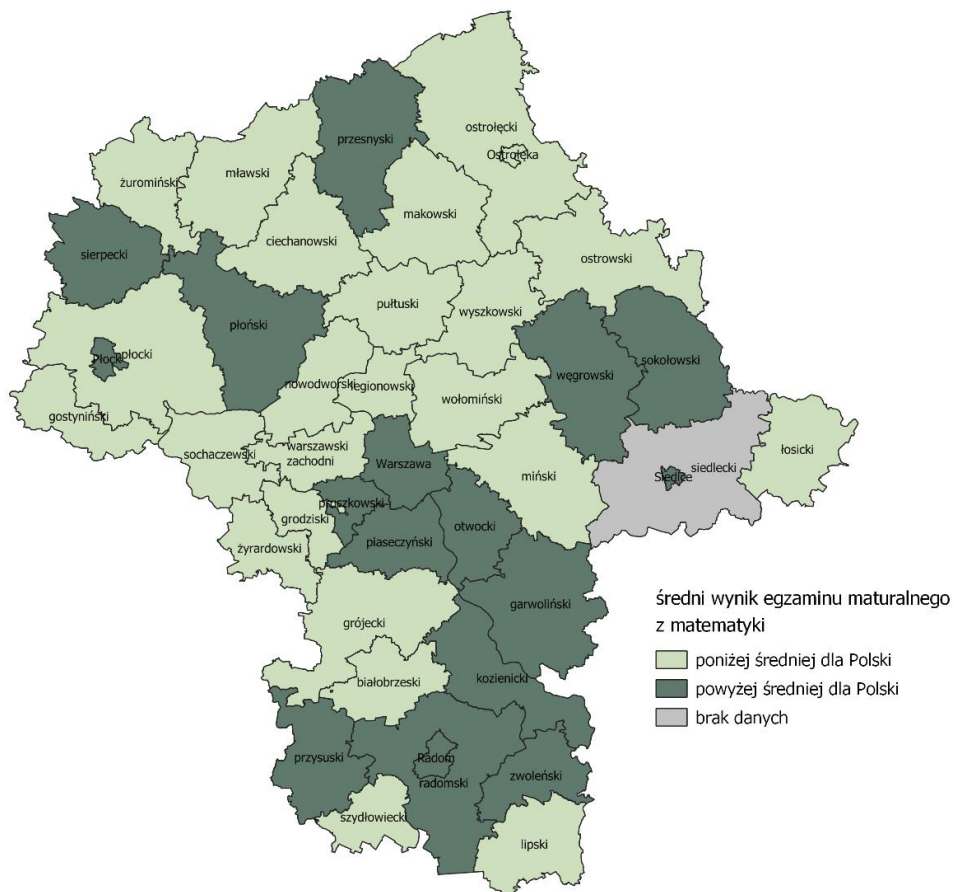 ostrołęcki
Ostrołęka
przesnyski
mławski
żuromiński
makowski
ciechanowski
sierpecki
ostrowski
pułtuski
wyszkowski
płoński
sokołowski
węgrowski
Płock
płocki
nowodworski
legionowski
wołomiński
gostyniński
sochaczewski
warszawski
zachodni
Warszawa
miński
siedlecki
Siedlce
łosicki
pruszkowski
grodziski
otwocki
piaseczyński
żyrardowski
garwoliński
grójecki
białobrzeski
kozienicki
przysuski
Radom
radomski
zwoleński
szydłowiecki
lipski
średni wynik egzaminu maturalnego
z matematyki
poniżej średniej dla Polski
powyżej średniej dla Polski
brak danych